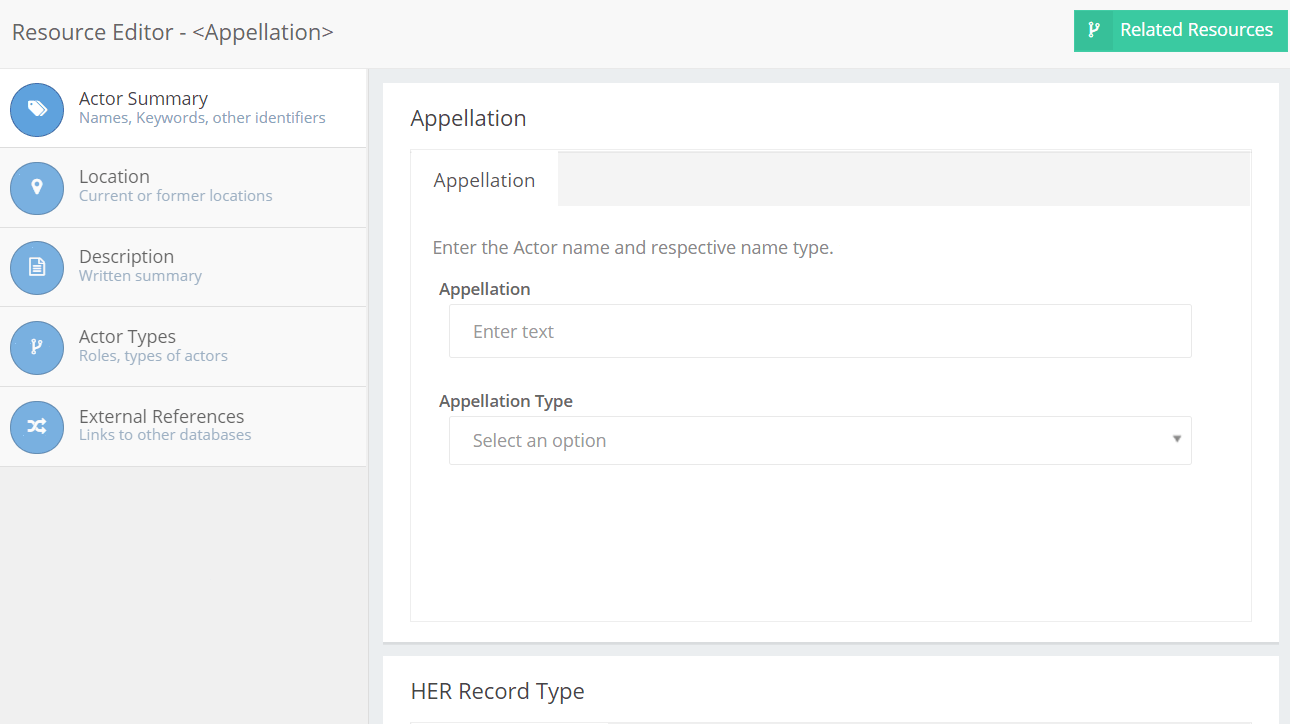 Resource Editor - <Appellation>
Related Resources
Actor Summary
Names, Keywords, other identifiers
Location
Current or former locations
Description
Written summary
Actor Types
Roles, types of actors
External References
Links to other databases
Appellation
Appellation
Enter the Actor name and respective name type.
Appellation
Enter text
Appellation Type
Select an option
HER Record Type